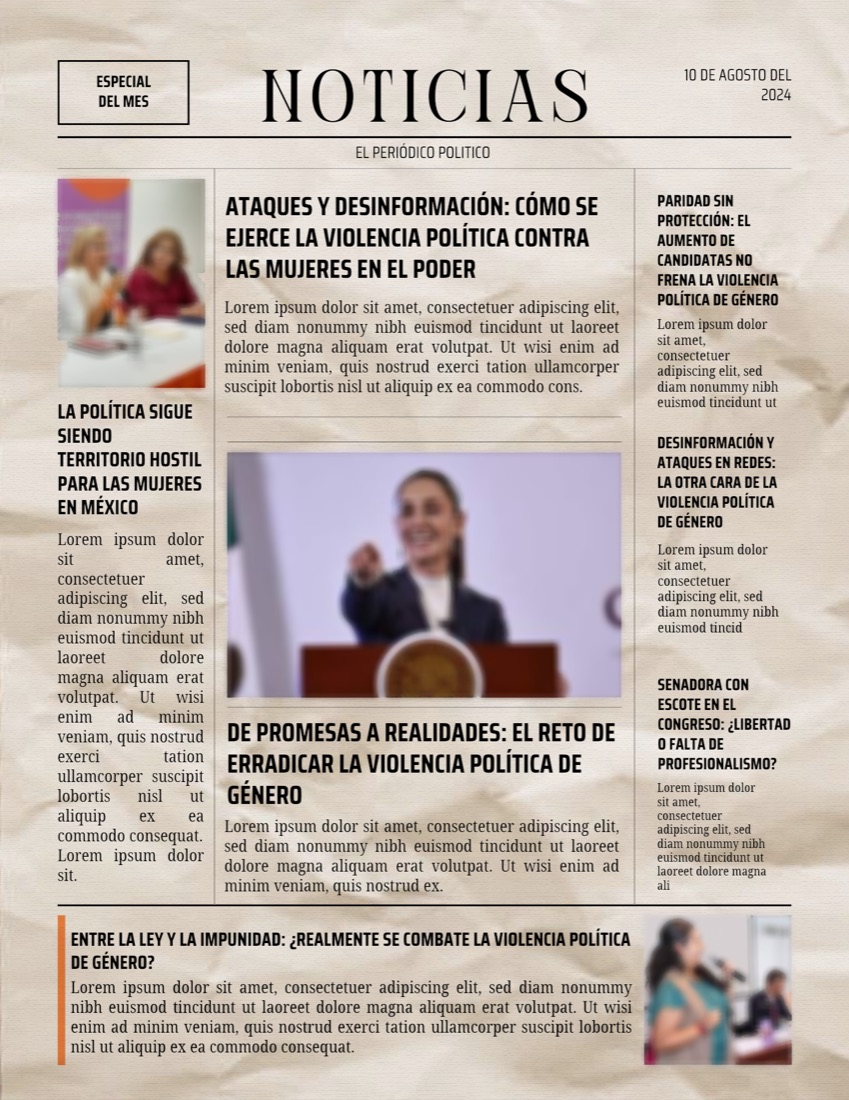 ESPECIAL
DEL MES
NOTICIAS
10 DE AGOSTO DEL
2024
EL PERIÓDICO POLITICO
LA POLÍTICA SIGUE
SIENDO
TERRITORIO HOSTIL
PARA LAS MUJERES
EN MÉXICO
Lorem ipsum dolor
sit amet,
consectetuer
adipiscing elit, sed
diam nonummy nibh
euismod tincidunt ut
laoreet dolore
magna aliquam erat
volutpat. Ut wisi
enim ad minim
veniam, quis nostrud
exerci tation
ullamcorper suscipit
lobortis nisl ut
aliquip ex ea
commodo consequat.
Lorem ipsum dolor
sit.
ATAQUES Y DESINFORMACIÓN: CÓMO SE
EJERCE LA VIOLENCIA POLÍTICA CONTRA
LAS MUJERES EN EL PODER
Lorem ipsum dolor sit amet, consectetuer adipiscing elit,
sed diam nonummy nibh euismod tincidunt ut laoreet
dolore magna aliquam erat volutpat. Ut wisi enim ad
minim veniam, quis nostrud exerci tation ullamcorper
suscipit lobortis nisl ut aliquip ex ea commodo cons.
DE PROMESAS A REALIDADES: EL RETO DE
ERRADICAR LA VIOLENCIA POLÍTICA DE
GÉNERO
Lorem ipsum dolor sit amet, consectetuer adipiscing elit,
sed diam nonummy nibh euismod tincidunt ut laoreet
dolore magna aliquam erat volutpat. Ut wisi enim ad
minim veniam, quis nostrud ex.
PARIDAD SIN
PROTECCIÓN: EL
AUMENTO DE
CANDIDATAS NO
FRENA LA VIOLENCIA
POLÍTICA DE GÉNERO
Lorem ipsum dolor
sit amet,
consectetuer
adipiscing elit, sed
diam nonummy nibh
euismod tincidunt ut
DESINFORMACIÓN Y
ATAQUES EN REDES:
LA OTRA CARA DE LA
VIOLENCIA POLÍTICA
DE GÉNERO
Lorem ipsum dolor
sit amet,
consectetuer
adipiscing elit, sed
diam nonummy nibh
euismod tincid
SENADORA CON
ESCOTE EN EL
CONGRESO: ¿LIBERTAD
O FALTA DE
PROFESIONALISMO?
Lorem ipsum dolor
sit amet,
consectetuer
adipiscing elit, sed
diam nonummy nibh
euismod tincidunt ut
laoreet dolore magna
ali
ENTRE LA LEY Y LA IMPUNIDAD: ¿REALMENTE SE COMBATE LA VIOLENCIA POLÍTICA
DE GÉNERO?
Lorem ipsum dolor sit amet, consectetuer adipiscing elit, sed diam nonummy
nibh euismod tincidunt ut laoreet dolore magna aliquam erat volutpat. Ut wisi
enim ad minim veniam, quis nostrud exerci tation ullamcorper suscipit lobortis
nisl ut aliquip ex ea commodo consequat.